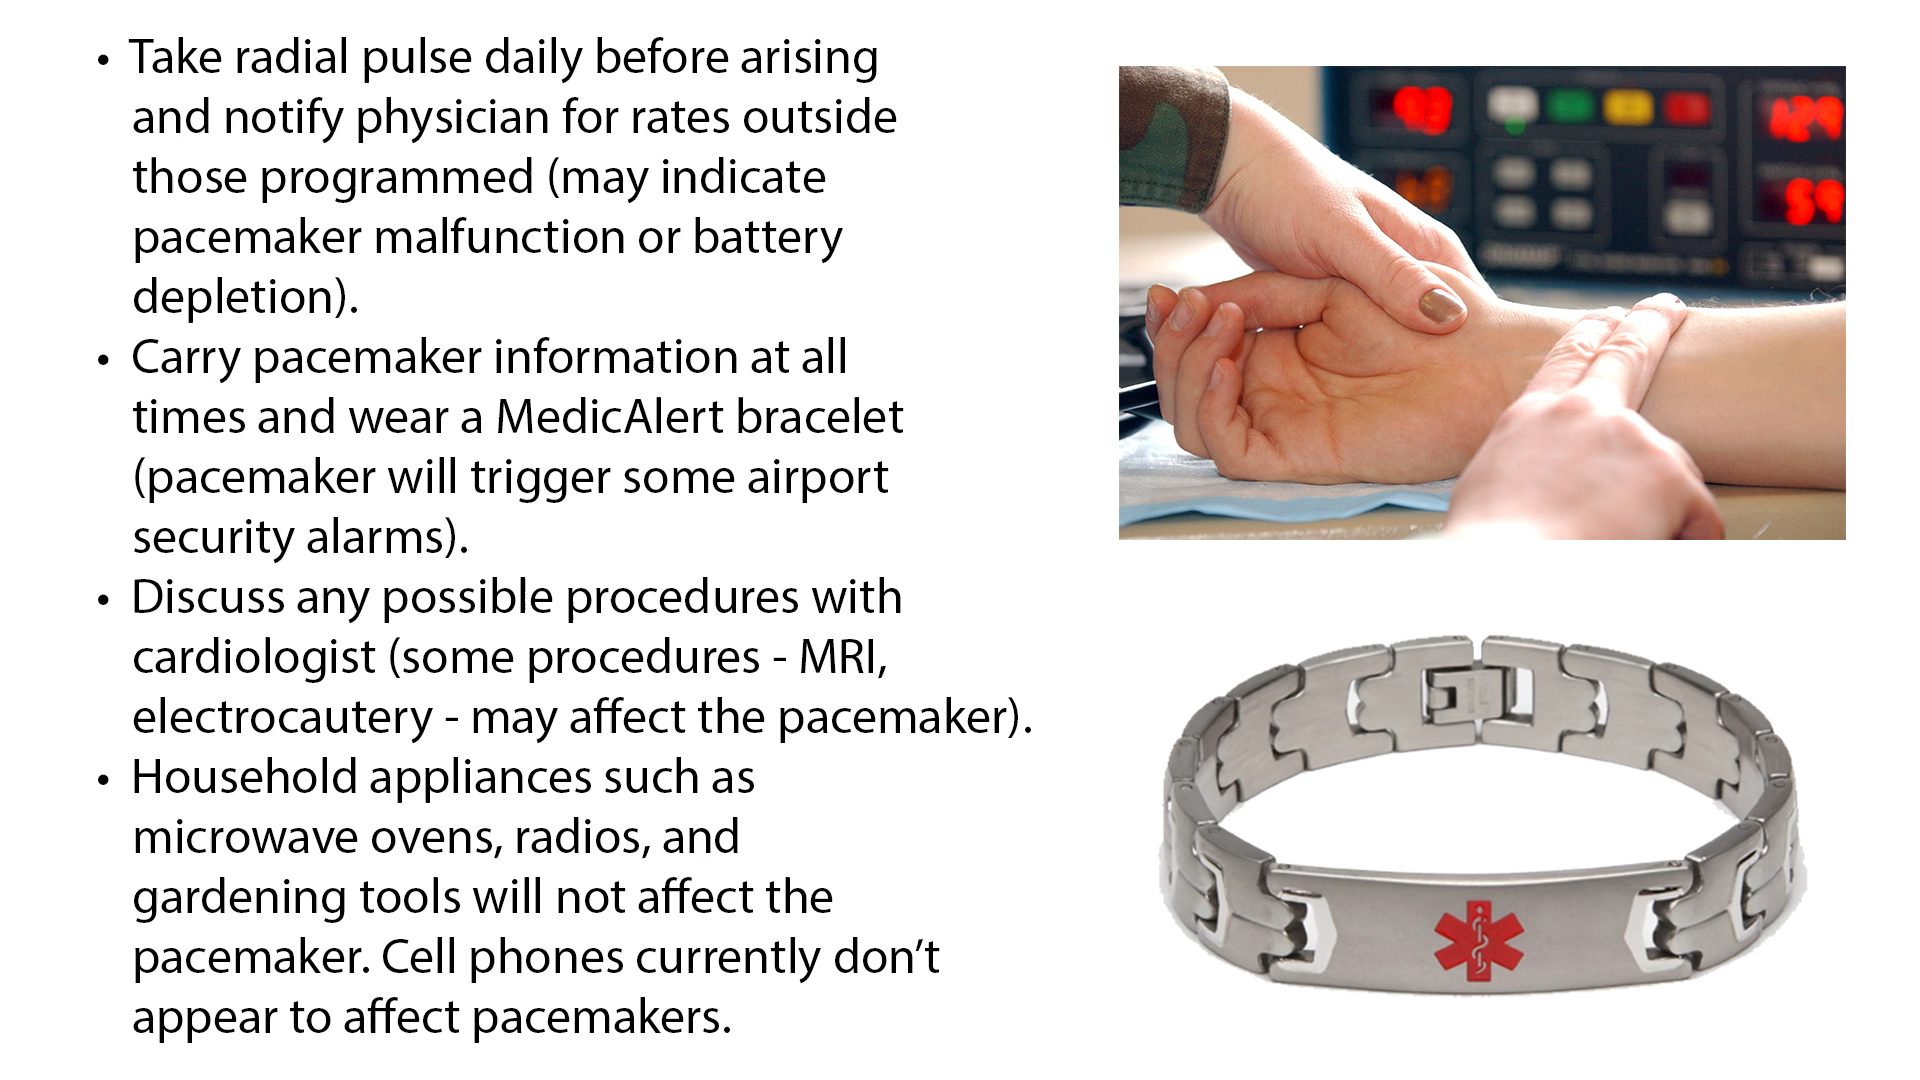 • Take radial pulse daily before arising
and notify physician for rates outside
those programmed (may indicate
pacemaker malfunction or battery
depletion).
• Carry pacemaker information at all
times and wear a MedicAlert bracelet
(pacemaker will trigger some airport
security alarms).
• Discuss any possible procedures with
cardiologist (some procedures - MRI,
electrocautery - may affect the pacemaker).
• Household appliances such as
microwave ovens, radios, and
gardening tools will not affect the
pacemaker. Cell phones currently don’t
appear to affect pacemakers.
93
129
59